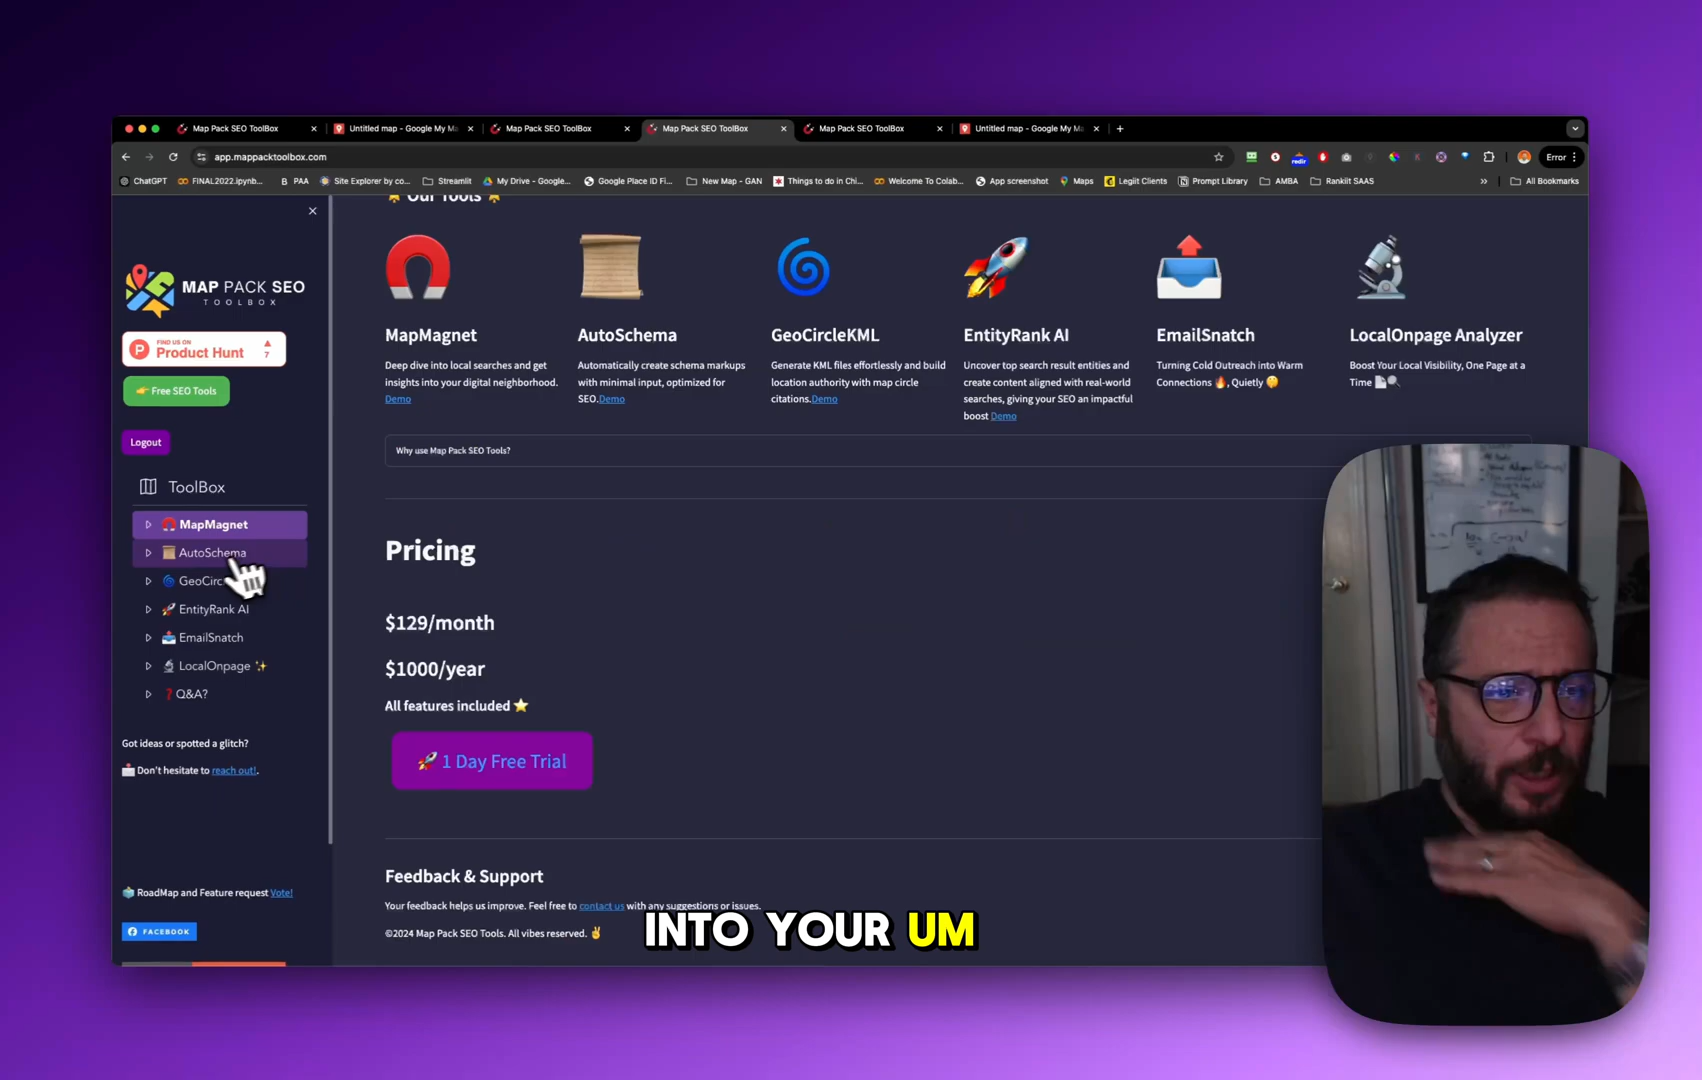 Map Pack SEO ToolBox
Untitled map - Google My Ma
Map Pack SEO ToolBox
Map Pack SEO ToolBox
Map Pack SEO ToolBox
Untitled map - Google My Ma
app.mappacktoolbox.com
redir
Error
ChatGPT
FINAL2022.ipynb...
B PAA
Site Explorer by co...
Streamlit
My Drive - Google...
Google Place ID Fi...
New Map - GAN
Things to do in Chi...
Welcome To Colab...
App screenshot
Maps
Legiit Clients
Prompt Library
AMBA
Rankiit SAAS
»
All Bookmarks
MAP PACK SEO
TOOLBOX
FIND US ON
Product Hunt
7
Free SEO Tools
Logout
ToolBox
MapMagnet
AutoSchema
GeoCirc
EntityRank AI
EmailSnatch
LocalOnpage
Q&A?
Got ideas or spotted a glitch?
Don't hesitate to reach out!.
RoadMap and Feature request Vote!
FACEBOOK
Our Tools
MapMagnet
Deep dive into local searches and get
insights into your digital neighborhood.
Demo
AutoSchema
Automatically create schema markups
with minimal input, optimized for
SEO.Demo
GeoCircleKML
Generate KML files effortlessly and build
location authority with map circle
citations.Demo
EntityRank AI
Uncover top search result entities and
create content aligned with real-world
searches, giving your SEO an impactful
boost Demo
EmailSnatch
Turning Cold Outreach into Warm
Connections 🔥, Quietly 🤫
LocalOnpage Analyzer
Boost Your Local Visibility, One Page at a
Time
Why use Map Pack SEO Tools?
Pricing
$129/month
$1000/year
All features included ⭐
🚀 1 Day Free Trial
Feedback & Support
Your feedback helps us improve. Feel free to contact us with any suggestions or issues.
©2024 Map Pack SEO Tools. All vibes reserved. ✌
INTO YOUR UM